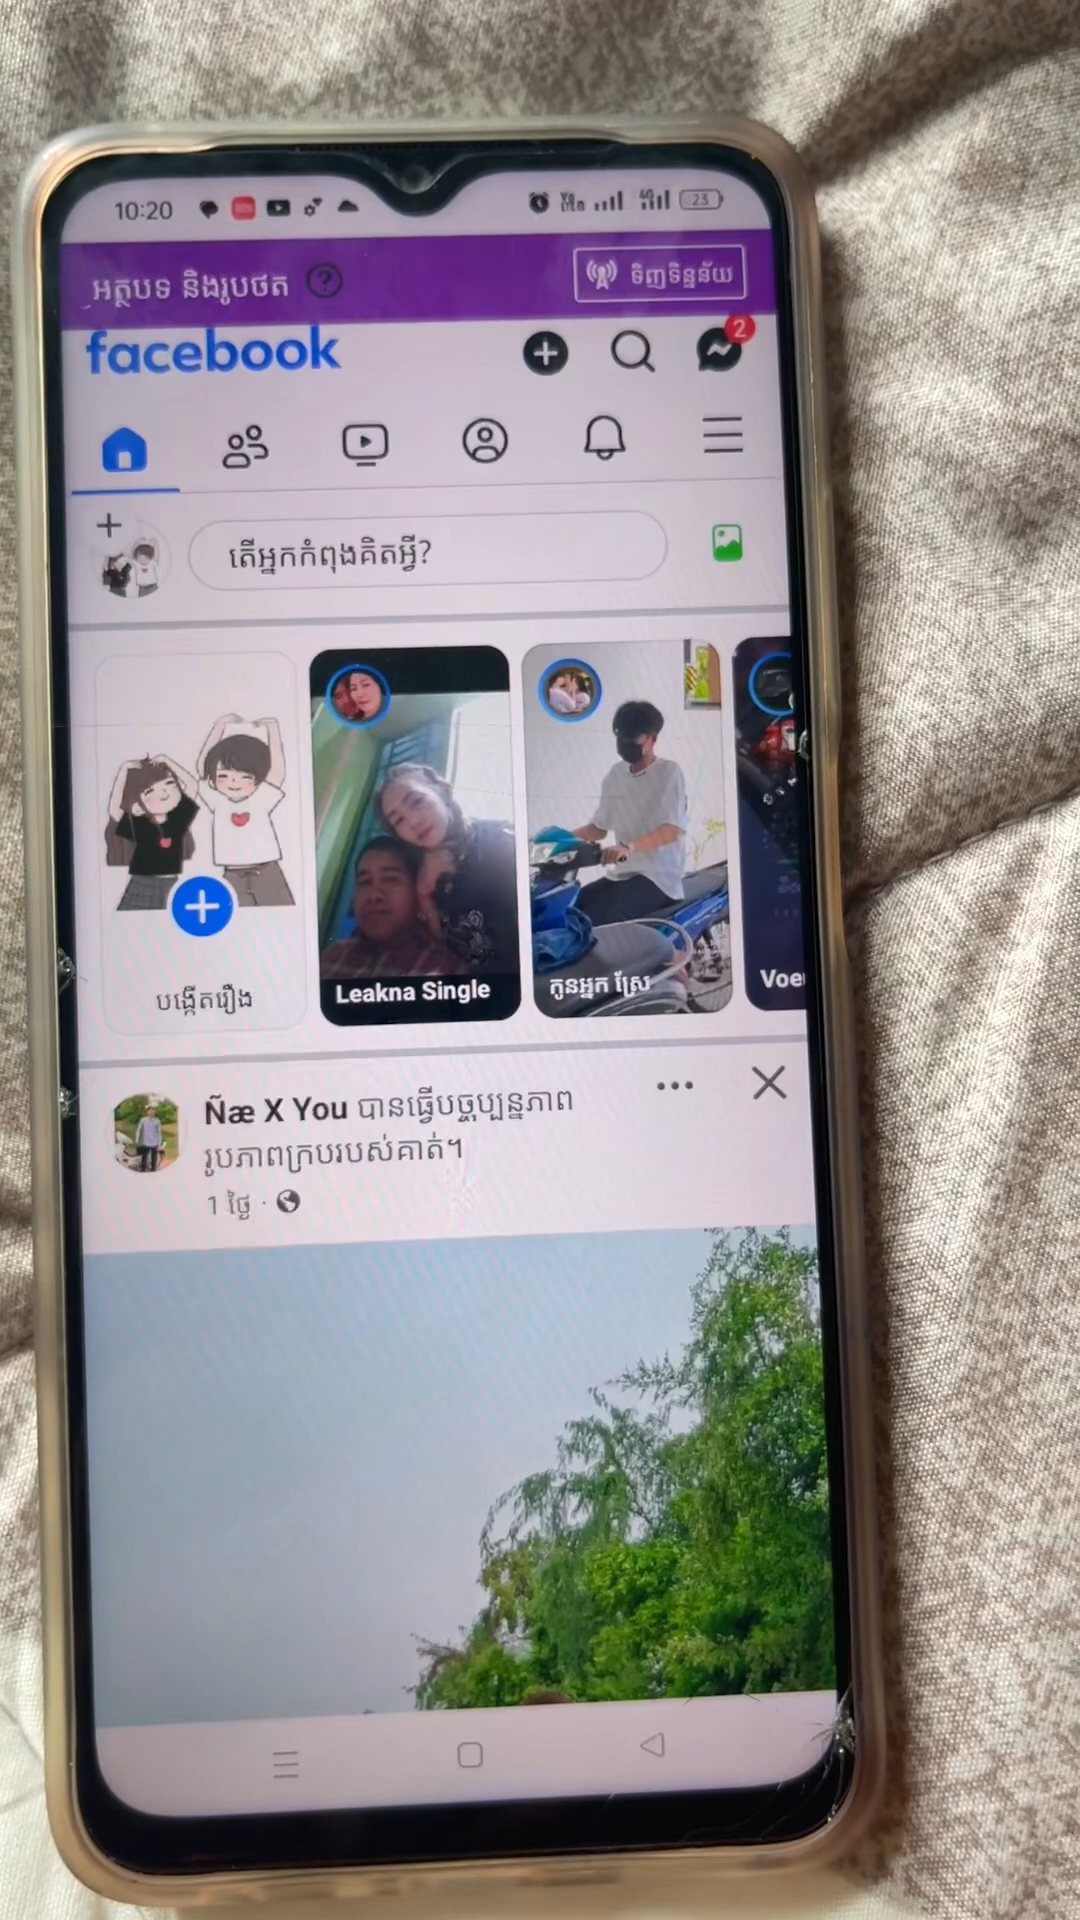 10:20
VoLTE 4G 23
អត្ថបទ និងរូបថត ?
ទិញទិន្នន័យ
facebook
2
តើអ្នកកំពុងគិតអ្វី?
បង្កើតរឿង
Leakna Single
កូនអ្នក ស្រែ
Voeu
Ñæ X You បានធ្វើបច្ចុប្បន្នភាព
រូបភាពក្របរបស់គាត់។
1 ថ្ងៃ ·